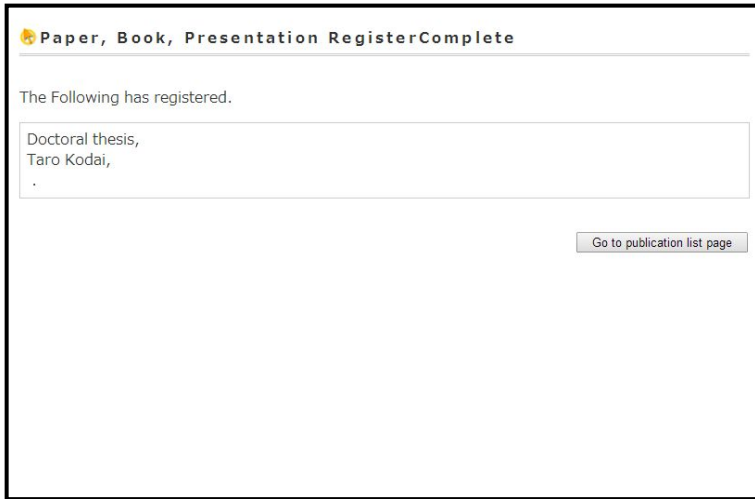 Paper, Book, Presentation RegisterComplete
The Following has registered.
Doctoral thesis,
Taro Kodai,
.
Go to publication list page